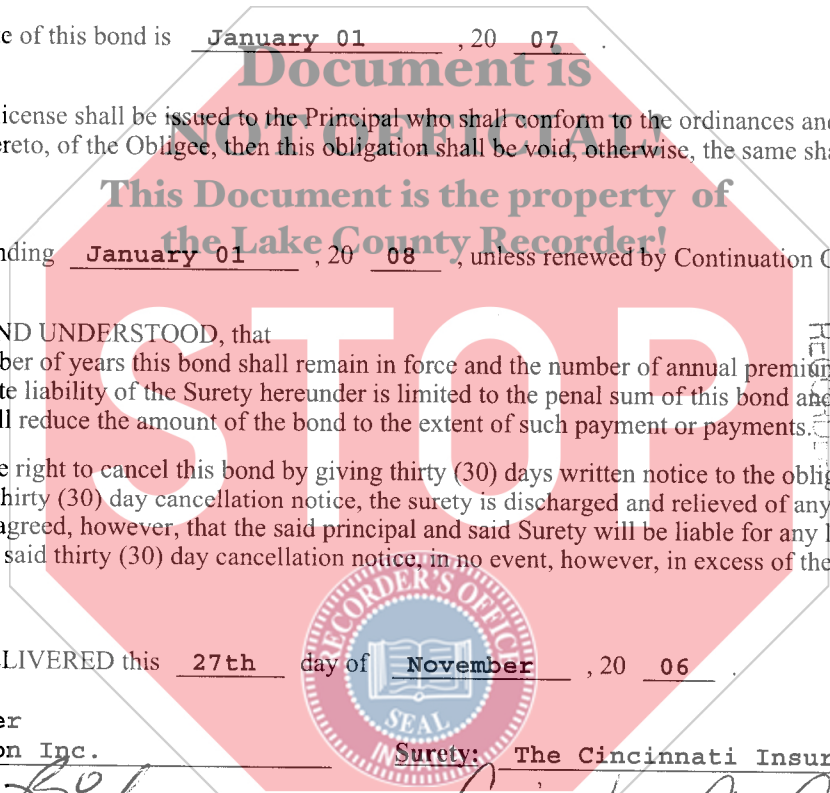 e of this bond is January 01 , 20 07 .
Document is
icense shall be issued to the Principal who shall conform to the ordinances and
NOT OFFICIAL!
ereto, of the Obligee, then this obligation shall be void, otherwise, the same sha
This Document is the property of
the Lake County Recorder!
nding January 01 , 20 08 , unless renewed by Continuation C
STOP
ND UNDERSTOOD, that
ber of years this bond shall remain in force and the number of annual premium
te liability of the Surety hereunder is limited to the penal sum of this bond and
ll reduce the amount of the bond to the extent of such payment or payments.
e right to cancel this bond by giving thirty (30) days written notice to the oblig
hirty (30) day cancellation notice, the surety is discharged and relieved of any
agreed, however, that the said principal and said Surety will be liable for any l
said thirty (30) day cancellation notice, in no event, however, in excess of the
RECORDER'S OFFICE
LIVERED this 27th day of November , 20 06 .
SEAL
INDIANA
er
on Inc.
Surety: The Cincinnati Insur